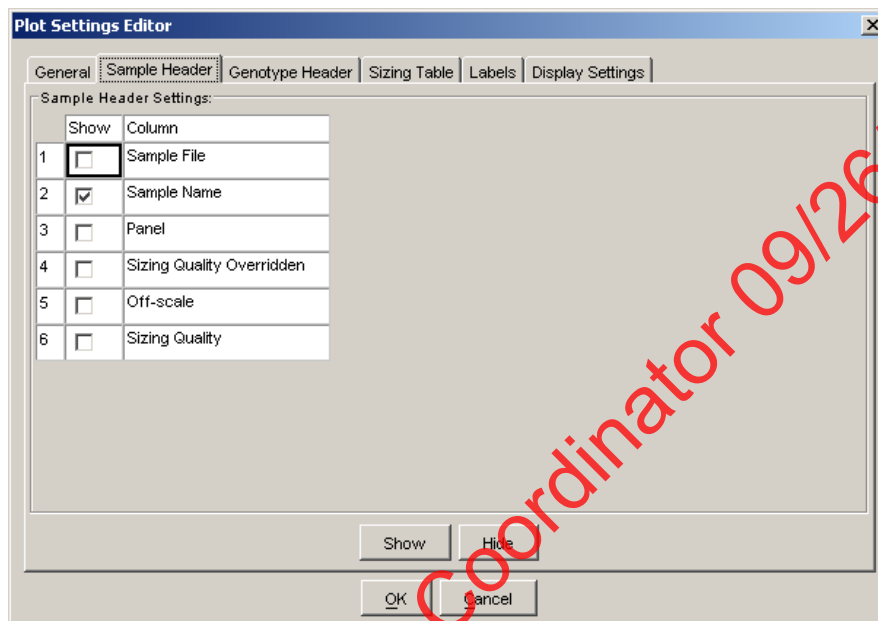 Plot Settings Editor
General Sample Header Genotype Header Sizing Table Labels Display Settings
Sample Header Settings:
Show Column
1 Sample File
2 Sample Name
3 Panel
4 Sizing Quality Overridden
5 Off-scale
6 Sizing Quality
Show Hide
OK Cancel
Coordinator 09/26